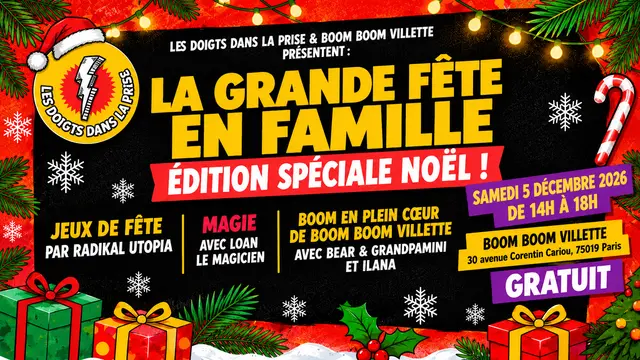 LES DOIGTS DANS LA PRISE & BOOM BOOM VILLETTE
PRÉSENTENT :
LES DOIGTS DANS LA PRISE
LA GRANDE FÊTE
EN FAMILLE
ÉDITION SPÉCIALE NOËL !
JEUX DE FÊTE
PAR RADIKAL UTOPIA
MAGIE
AVEC LOAN
LE MAGICIEN
BOOM EN PLEIN CŒUR
DE BOOM BOOM VILLETTE
AVEC BEAR & GRANDPAMINI
ET ILANA
SAMEDI 5 DÉCEMBRE 2026
DE 14H À 18H
BOOM BOOM VILLETTE
30 avenue Corentin Cariou, 75019 Paris
GRATUIT